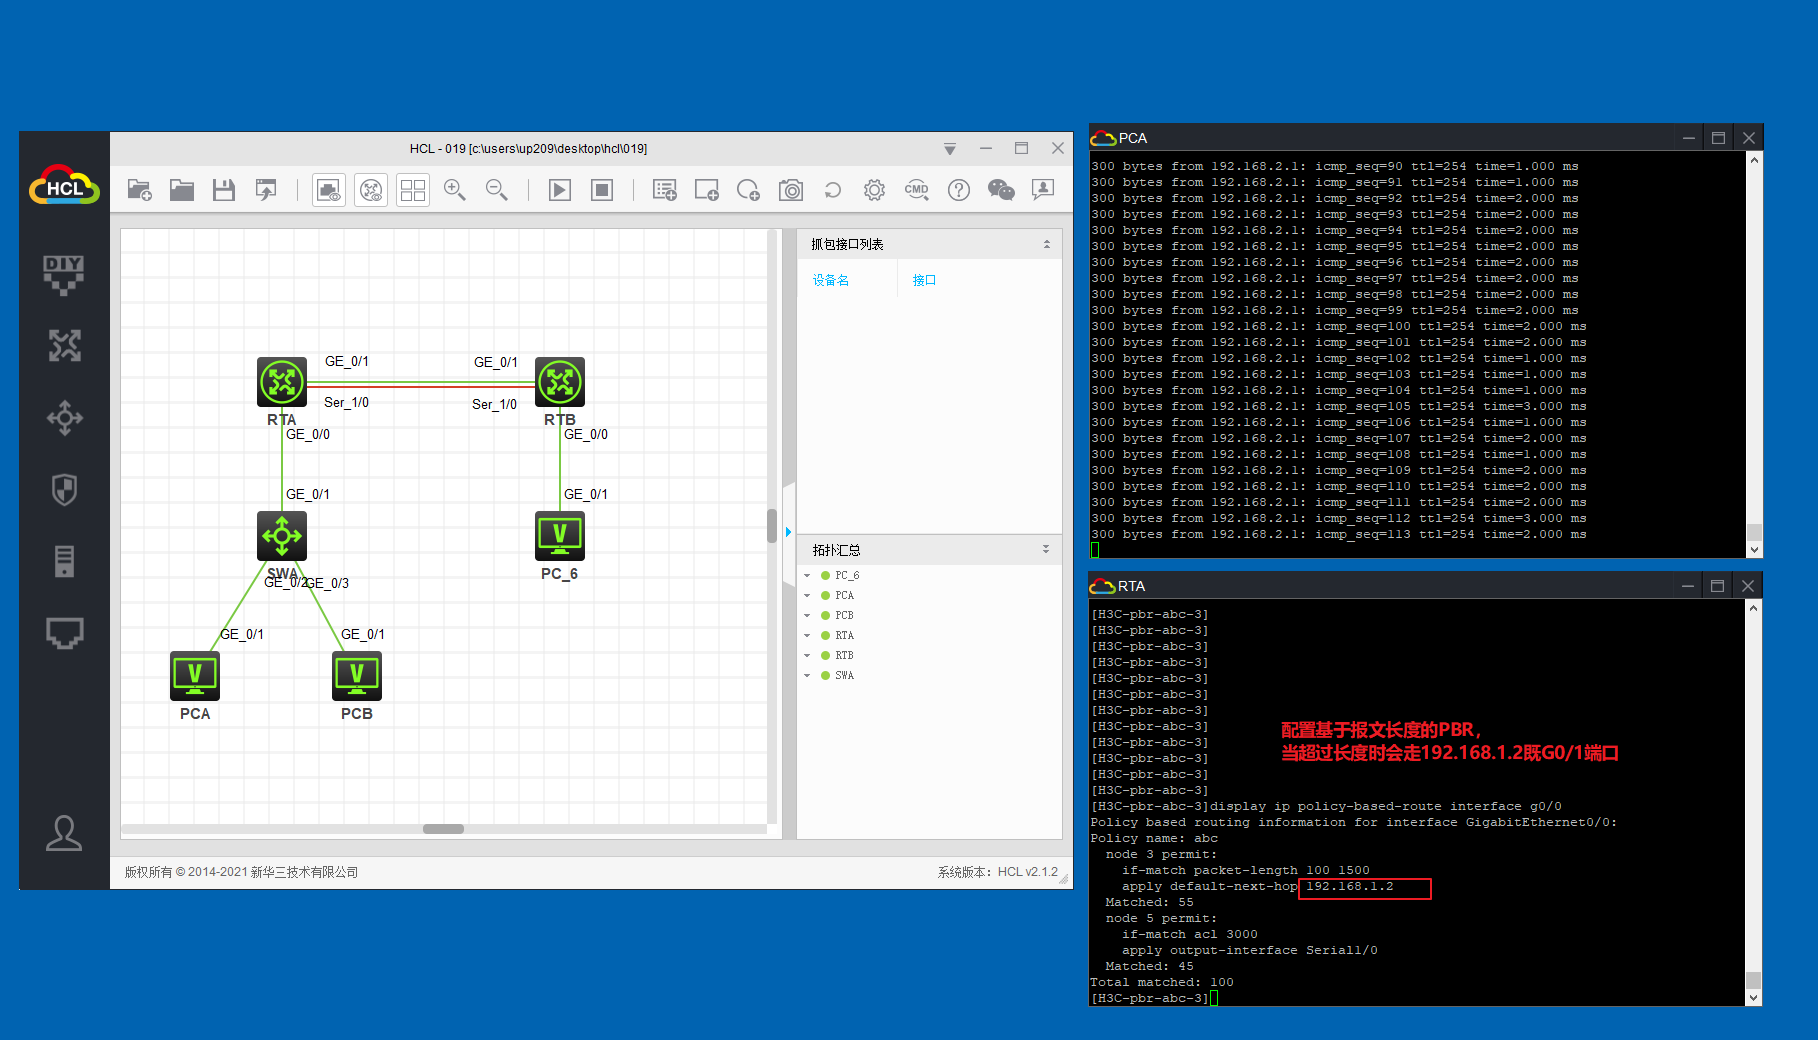 HCL - 019 [c:\users\up209\desktop\hcl\019]
HCL
DIY
CMD
GE_0/1
GE_0/1
Ser_1/0
Ser_1/0
RTA
RTB
GE_0/0
GE_0/0
GE_0/1
GE_0/1
SWA
PC_6
GE_0/2
GE_0/3
GE_0/1
GE_0/1
PCA
PCB
抓包接口列表
设备名
接口
拓扑汇总
PC_6
PCA
PCB
RTA
RTB
SWA
版权所有 © 2014-2021 新华三技术有限公司
系统版本：HCL v2.1.2
PCA
300 bytes from 192.168.2.1: icmp_seq=90 ttl=254 time=1.000 ms
300 bytes from 192.168.2.1: icmp_seq=91 ttl=254 time=1.000 ms
300 bytes from 192.168.2.1: icmp_seq=92 ttl=254 time=2.000 ms
300 bytes from 192.168.2.1: icmp_seq=93 ttl=254 time=2.000 ms
300 bytes from 192.168.2.1: icmp_seq=94 ttl=254 time=2.000 ms
300 bytes from 192.168.2.1: icmp_seq=95 ttl=254 time=2.000 ms
300 bytes from 192.168.2.1: icmp_seq=96 ttl=254 time=2.000 ms
300 bytes from 192.168.2.1: icmp_seq=97 ttl=254 time=2.000 ms
300 bytes from 192.168.2.1: icmp_seq=98 ttl=254 time=2.000 ms
300 bytes from 192.168.2.1: icmp_seq=99 ttl=254 time=2.000 ms
300 bytes from 192.168.2.1: icmp_seq=100 ttl=254 time=2.000 ms
300 bytes from 192.168.2.1: icmp_seq=101 ttl=254 time=2.000 ms
300 bytes from 192.168.2.1: icmp_seq=102 ttl=254 time=1.000 ms
300 bytes from 192.168.2.1: icmp_seq=103 ttl=254 time=1.000 ms
300 bytes from 192.168.2.1: icmp_seq=104 ttl=254 time=1.000 ms
300 bytes from 192.168.2.1: icmp_seq=105 ttl=254 time=3.000 ms
300 bytes from 192.168.2.1: icmp_seq=106 ttl=254 time=1.000 ms
300 bytes from 192.168.2.1: icmp_seq=107 ttl=254 time=2.000 ms
300 bytes from 192.168.2.1: icmp_seq=108 ttl=254 time=1.000 ms
300 bytes from 192.168.2.1: icmp_seq=109 ttl=254 time=2.000 ms
300 bytes from 192.168.2.1: icmp_seq=110 ttl=254 time=2.000 ms
300 bytes from 192.168.2.1: icmp_seq=111 ttl=254 time=2.000 ms
300 bytes from 192.168.2.1: icmp_seq=112 ttl=254 time=3.000 ms
300 bytes from 192.168.2.1: icmp_seq=113 ttl=254 time=2.000 ms
RTA
[H3C-pbr-abc-3]
[H3C-pbr-abc-3]
[H3C-pbr-abc-3]
[H3C-pbr-abc-3]
[H3C-pbr-abc-3]
[H3C-pbr-abc-3]
[H3C-pbr-abc-3]
[H3C-pbr-abc-3]
[H3C-pbr-abc-3]
[H3C-pbr-abc-3]
[H3C-pbr-abc-3]
[H3C-pbr-abc-3]
配置基于报文长度的PBR，
当超过长度时会走192.168.1.2既G0/1端口
[H3C-pbr-abc-3]display ip policy-based-route interface g0/0
Policy based routing information for interface GigabitEthernet0/0:
Policy name: abc
node 3 permit:
if-match packet-length 100 1500
apply default-next-hop 192.168.1.2
Matched: 55
node 5 permit:
if-match acl 3000
apply output-interface Serial1/0
Matched: 45
Total matched: 100
[H3C-pbr-abc-3]